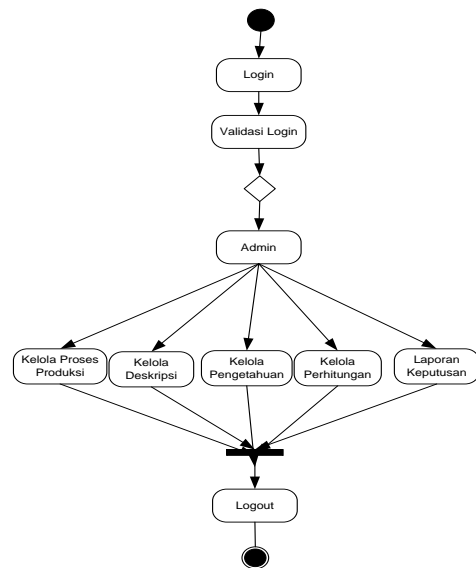 Login
Validasi Login
Admin
Kelola Proses
Produksi
Kelola
Deskripsi
Kelola
Pengetahuan
Kelola
Perhitungan
Laporan
Keputusan
Logout